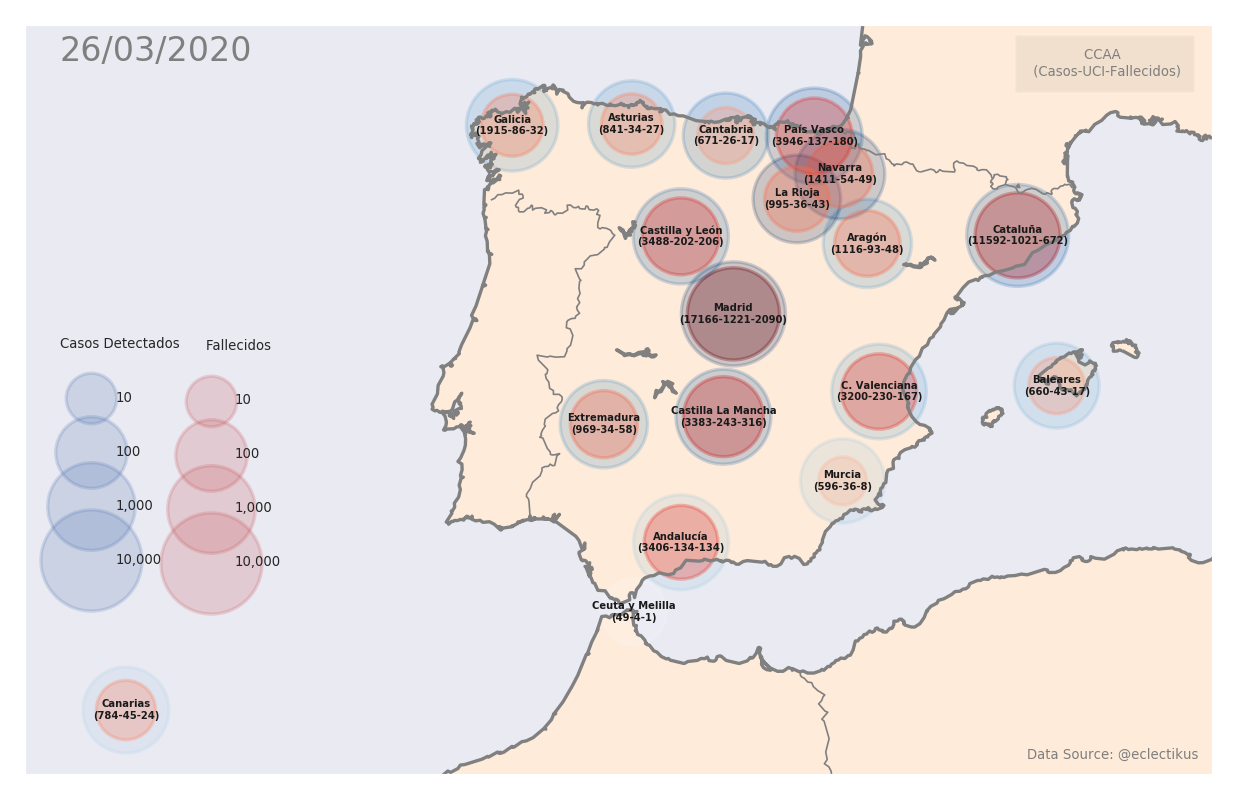 26/03/2020
CCAA
(Casos-UCI-Fallecidos)
Galicia
(1915-86-32)
Asturias
(841-34-27)
Cantabria
(671-26-17)
País Vasco
(3946-137-180)
Navarra
(1411-54-49)
La Rioja
(995-36-43)
Castilla y León
(3488-202-206)
Aragón
(1116-93-48)
Cataluña
(11592-1021-672)
Madrid
(17166-1221-2090)
Casos Detectados
Fallecidos
10
10
100
100
1,000
1,000
10,000
10,000
C. Valenciana
(3200-230-167)
Baleares
(660-43-17)
Extremadura
(969-34-58)
Castilla La Mancha
(3383-243-316)
Murcia
(596-36-8)
Andalucía
(3406-134-134)
Ceuta y Melilla
(49-4-1)
Canarias
(784-45-24)
Data Source: @eclectikus